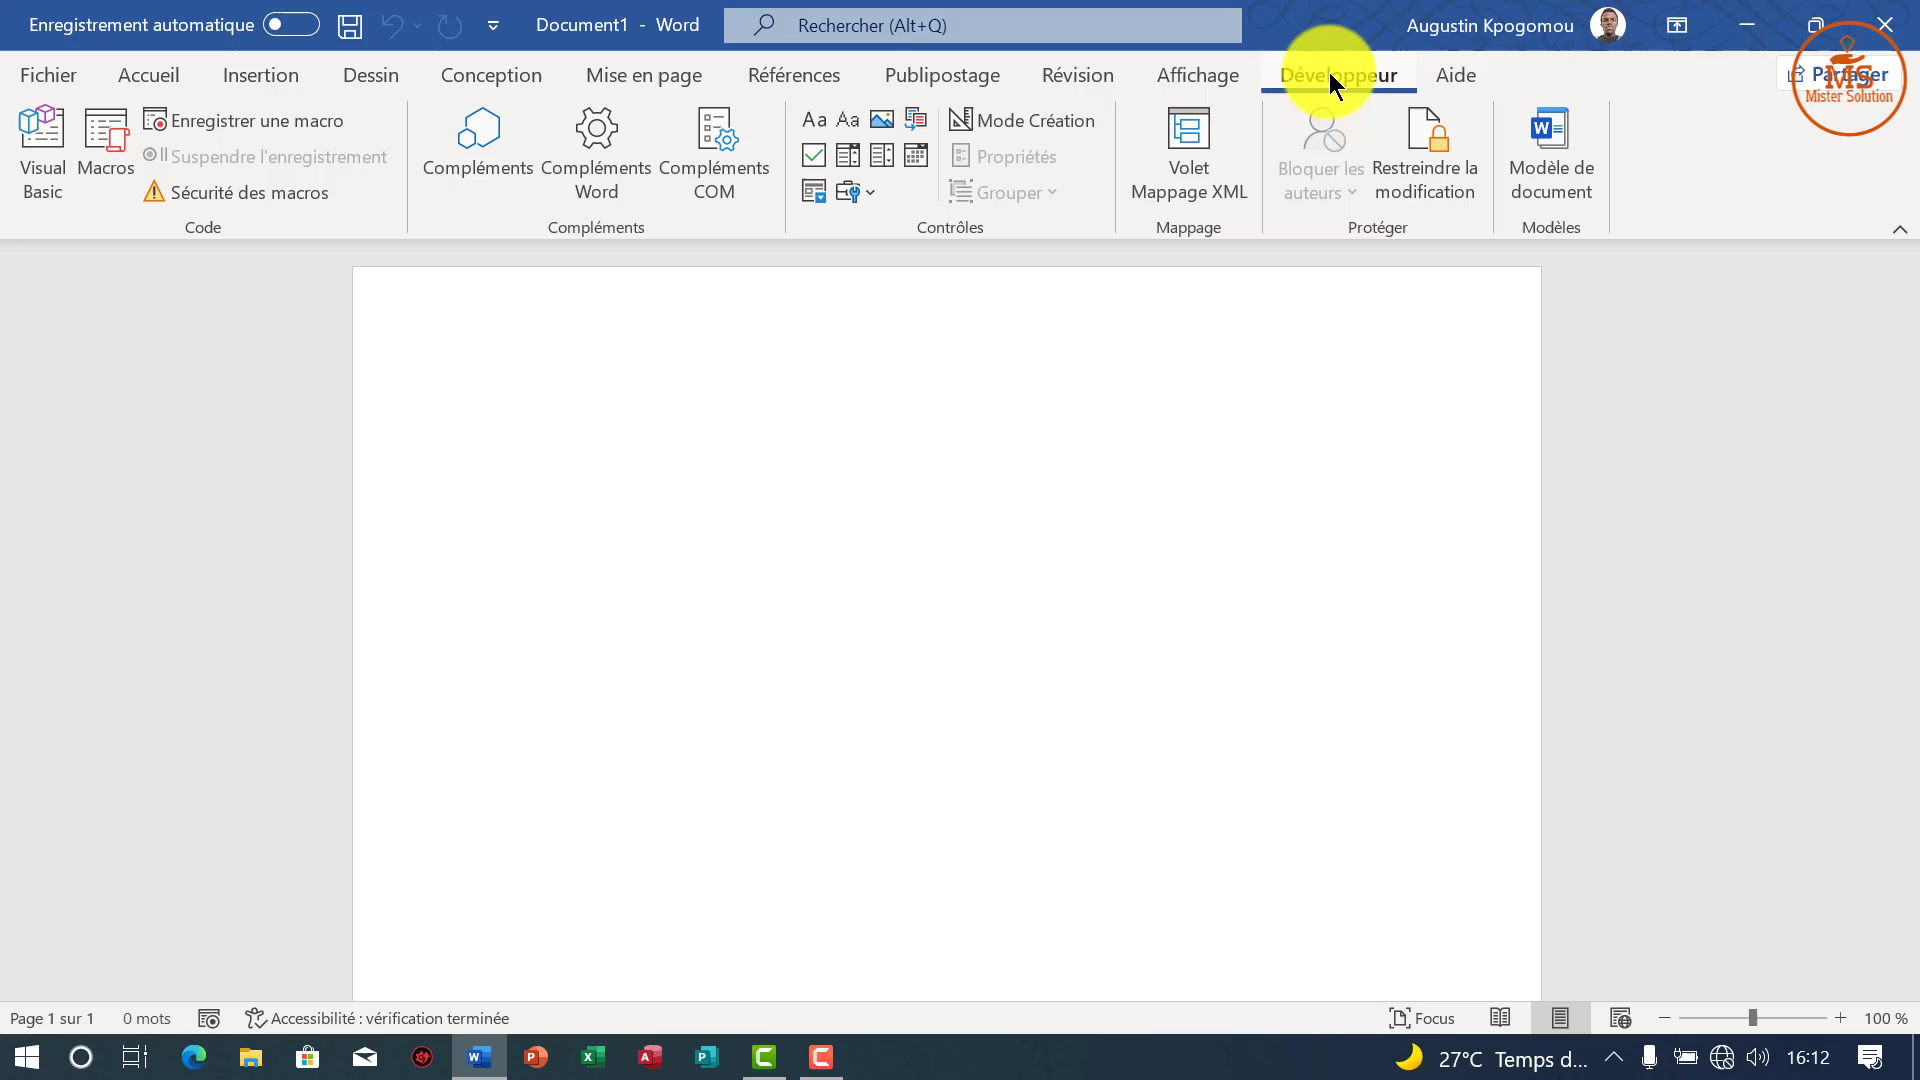 Enregistrement automatique
Document1 - Word
Rechercher (Alt+Q)
Augustin Kpogomou
Fichier Accueil Insertion Dessin Conception Mise en page Références Publipostage Révision Affichage Développeur Aide
Partager
MS
Mister Solution
Visual Basic
Macros
Enregistrer une macro
Suspendre l'enregistrement
Sécurité des macros
Code
Compléments
Compléments Word
Compléments COM
Compléments
Aa Aa
Mode Création
Propriétés
Grouper
Contrôles
Volet Mappage XML
Mappage
Bloquer les auteurs
Restreindre la modification
Protéger
Modèle de document
Modèles
Page 1 sur 1
0 mots
Accessibilité : vérification terminée
Focus
100 %
27°C Temps d...
16:12